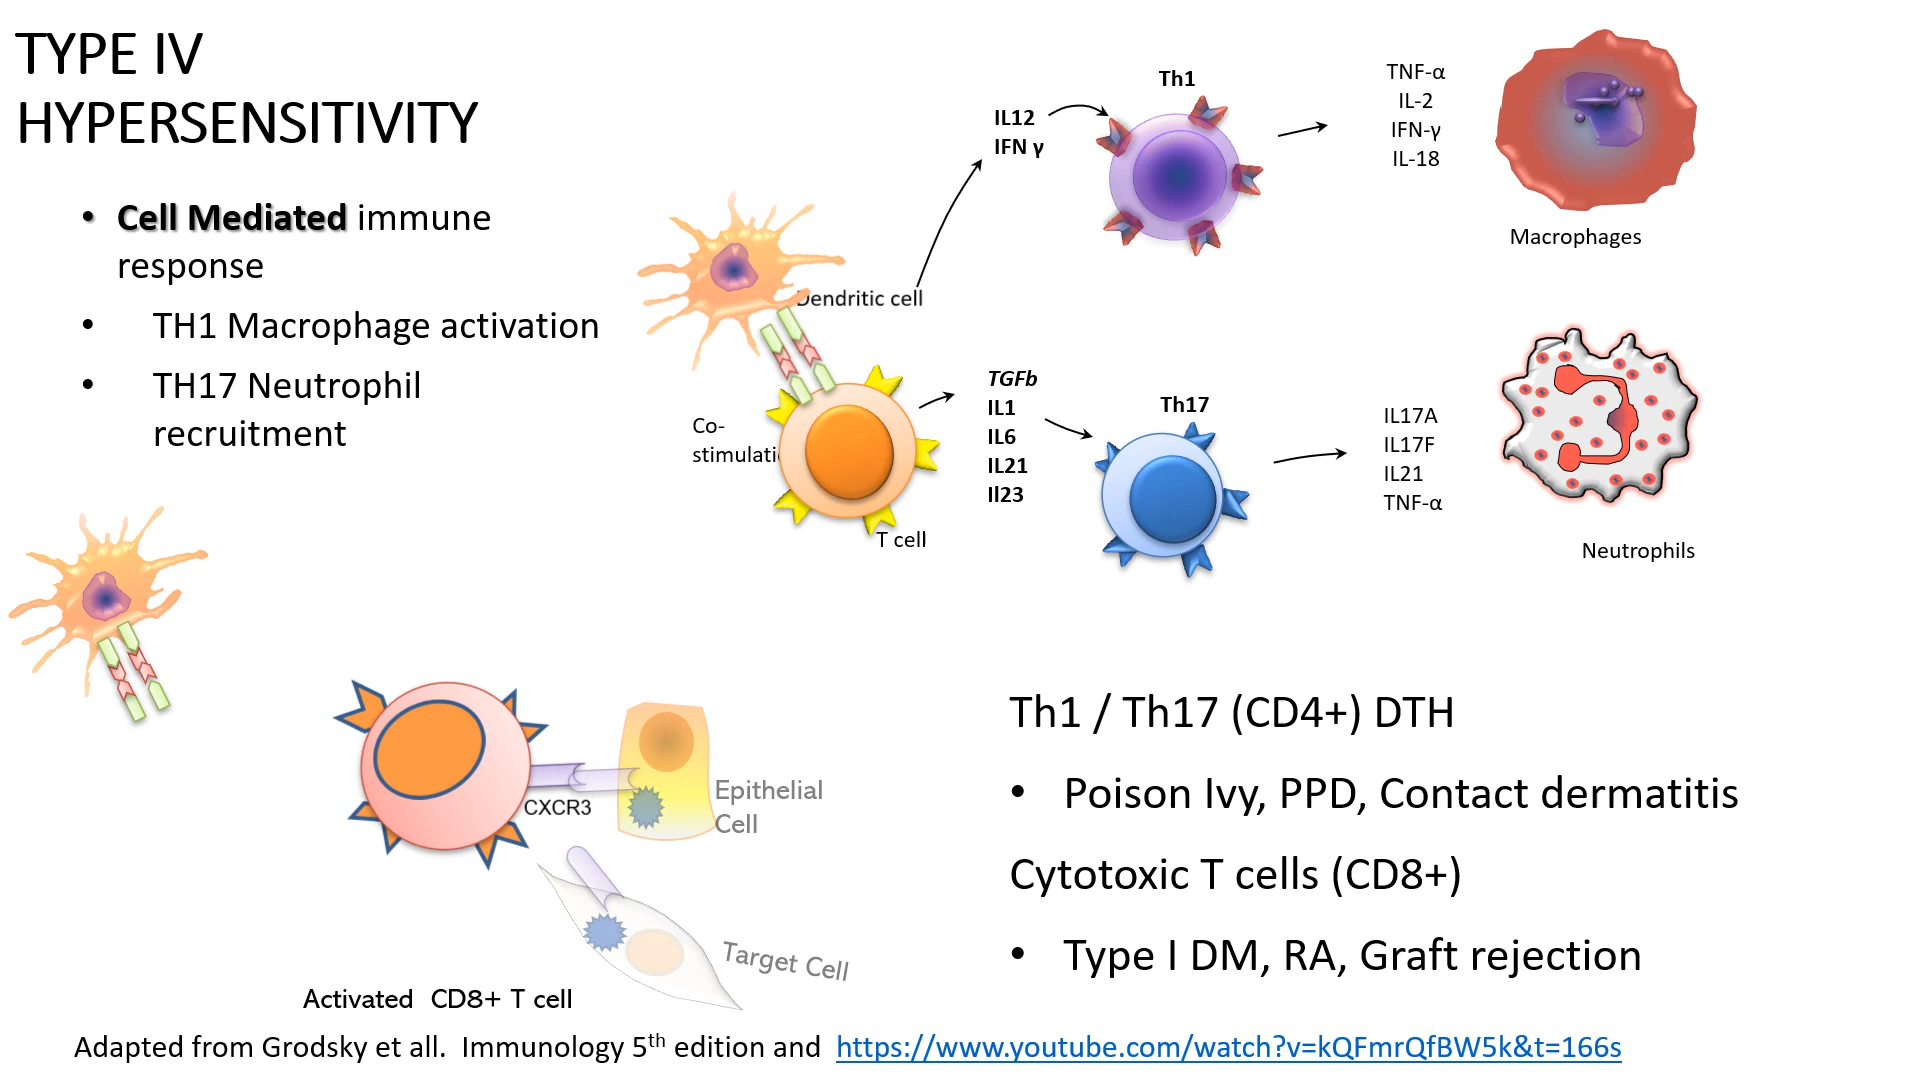 TYPE IV
HYPERSENSITIVITY
• Cell Mediated immune
response
• TH1 Macrophage activation
• TH17 Neutrophil
recruitment
Dendritic cell
Co-
stimulati
T cell
IL12
IFN γ
Th1
TNF-α
IL-2
IFN-γ
IL-18
Macrophages
TGFb
IL1
IL6
IL21
Il23
Th17
IL17A
IL17F
IL21
TNF-α
Neutrophils
CXCR3
Epithelial
Cell
Target Cell
Activated CD8+ T cell
Th1 / Th17 (CD4+) DTH
• Poison Ivy, PPD, Contact dermatitis
Cytotoxic T cells (CD8+)
• Type I DM, RA, Graft rejection
Adapted from Grodsky et all. Immunology 5th edition and https://www.youtube.com/watch?v=kQFmrQfBW5k&t=166s